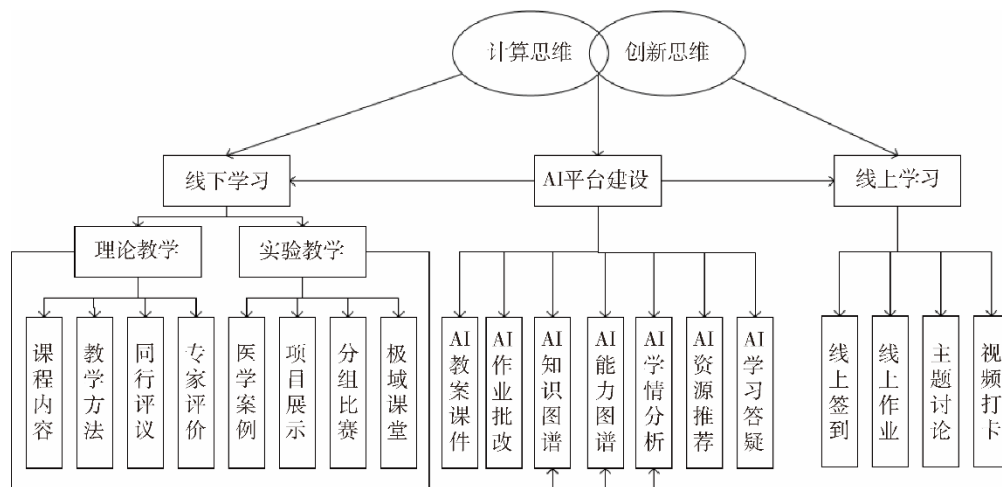 计算思维
创新思维
线下学习
AI平台建设
线上学习
理论教学
实验教学
课程内容
教学方法
同行评议
专家评价
医学案例
项目展示
分组比赛
极域课堂
AI教案课件
AI作业批改
AI知识图谱
AI能力图谱
AI学情分析
AI资源推荐
AI学习答疑
线上签到
线上作业
主题讨论
视频打卡